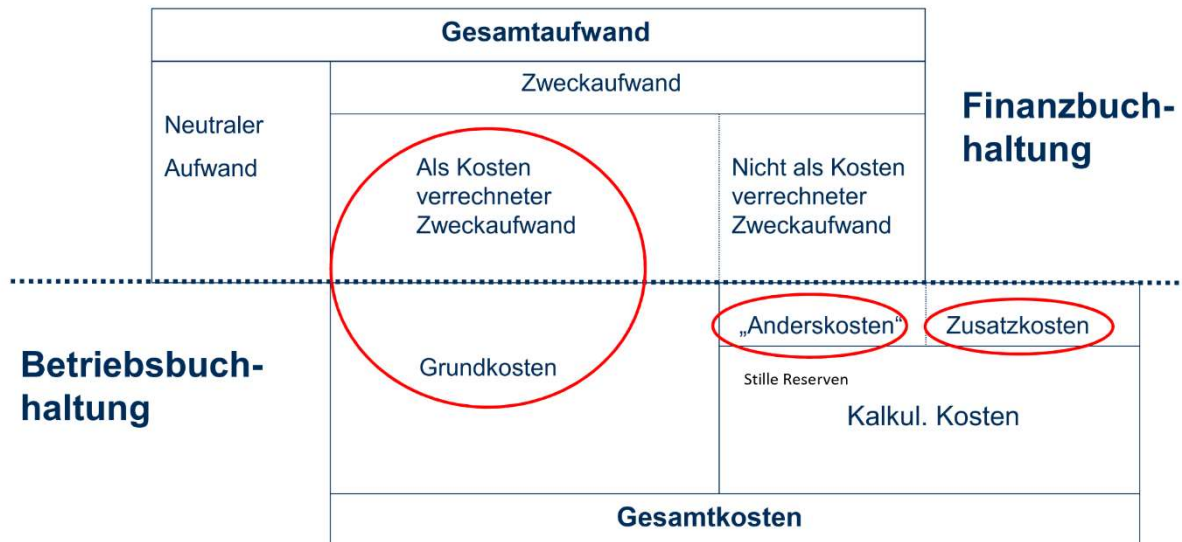 Gesamtaufwand
Zweckaufwand
Neutraler
Aufwand
Als Kosten
verrechneter
Zweckaufwand
Nicht als Kosten
verrechneter
Zweckaufwand
Finanzbuch-
haltung
Betriebsbuch-
haltung
Grundkosten
„Anderskosten“
Zusatzkosten
Stille Reserven
Kalkul. Kosten
Gesamtkosten